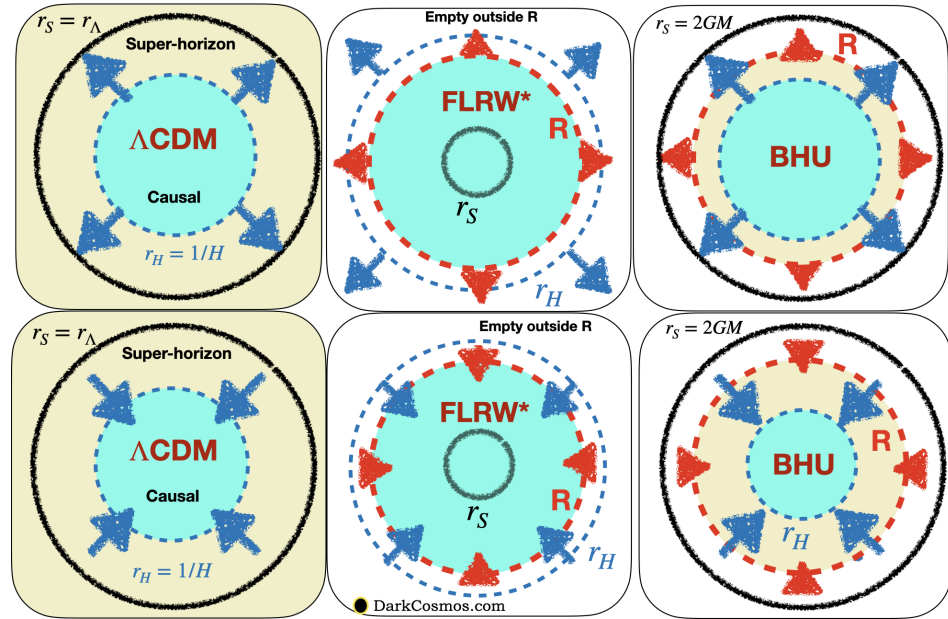 r_S = r_Λ
Super-horizon
ΛCDM
Causal
r_H = 1/H
Empty outside R
FLRW*
R
r_S
r_H
r_S = 2GM
R
BHU
r_S = r_Λ
Super-horizon
ΛCDM
Causal
r_H = 1/H
Empty outside R
FLRW*
r_S
R
r_H
DarkCosmos.com
r_S = 2GM
R
BHU
r_H